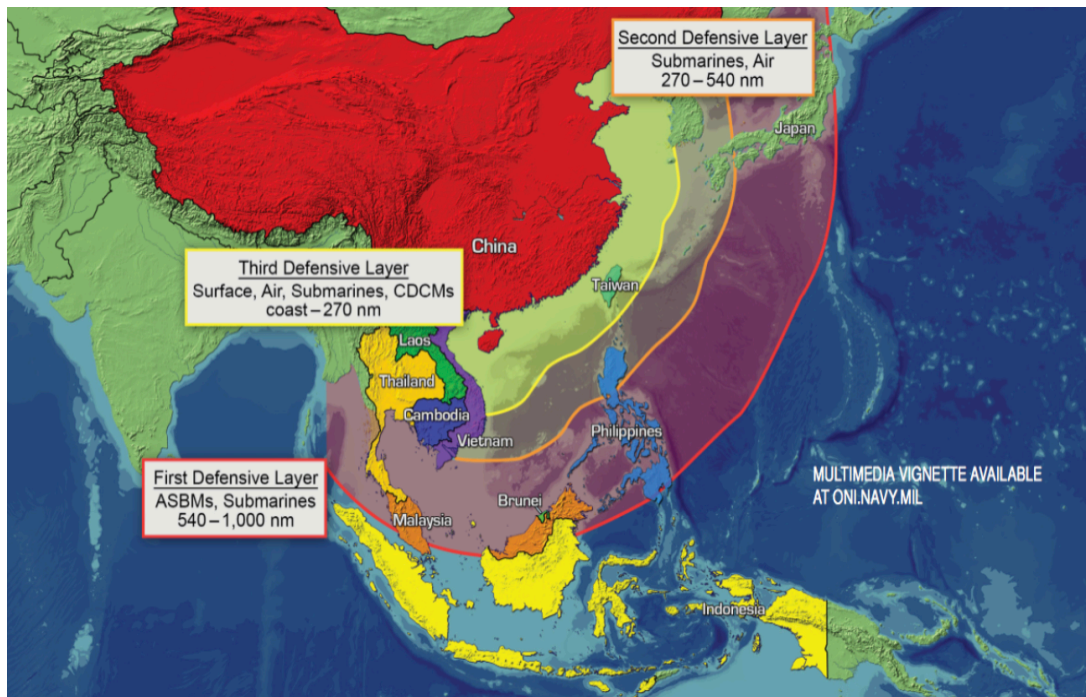 Second Defensive Layer
Submarines, Air
270–540 nm
Japan
China
Third Defensive Layer
Surface, Air, Submarines, CDCMs
coast–270 nm
Taiwan
Laos
Thailand
Cambodia
Vietnam
Philippines
First Defensive Layer
ASBMs, Submarines
540–1,000 nm
MULTIMEDIA VIGNETTE AVAILABLE
AT ONI.NAVY.MIL
Brunei
Malaysia
Indonesia